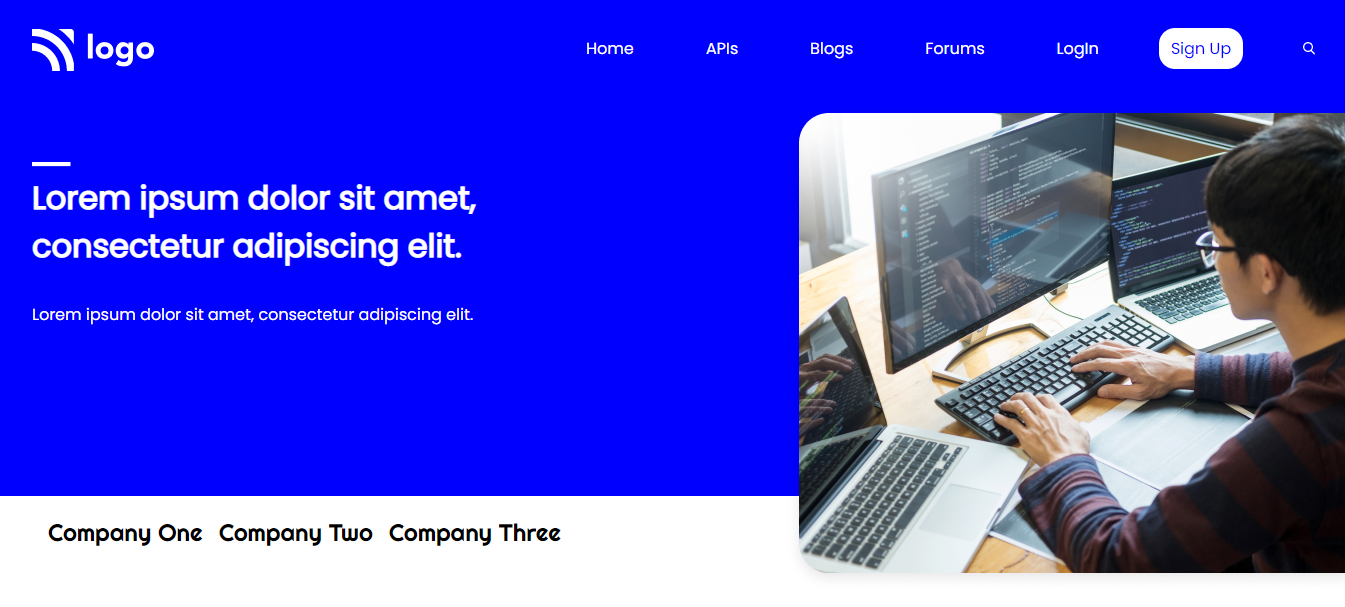 logo
Home
APIs
Blogs
Forums
LogIn
Sign Up
Lorem ipsum dolor sit amet,
consectetur adipiscing elit.
Lorem ipsum dolor sit amet, consectetur adipiscing elit.
Company One
Company Two
Company Three